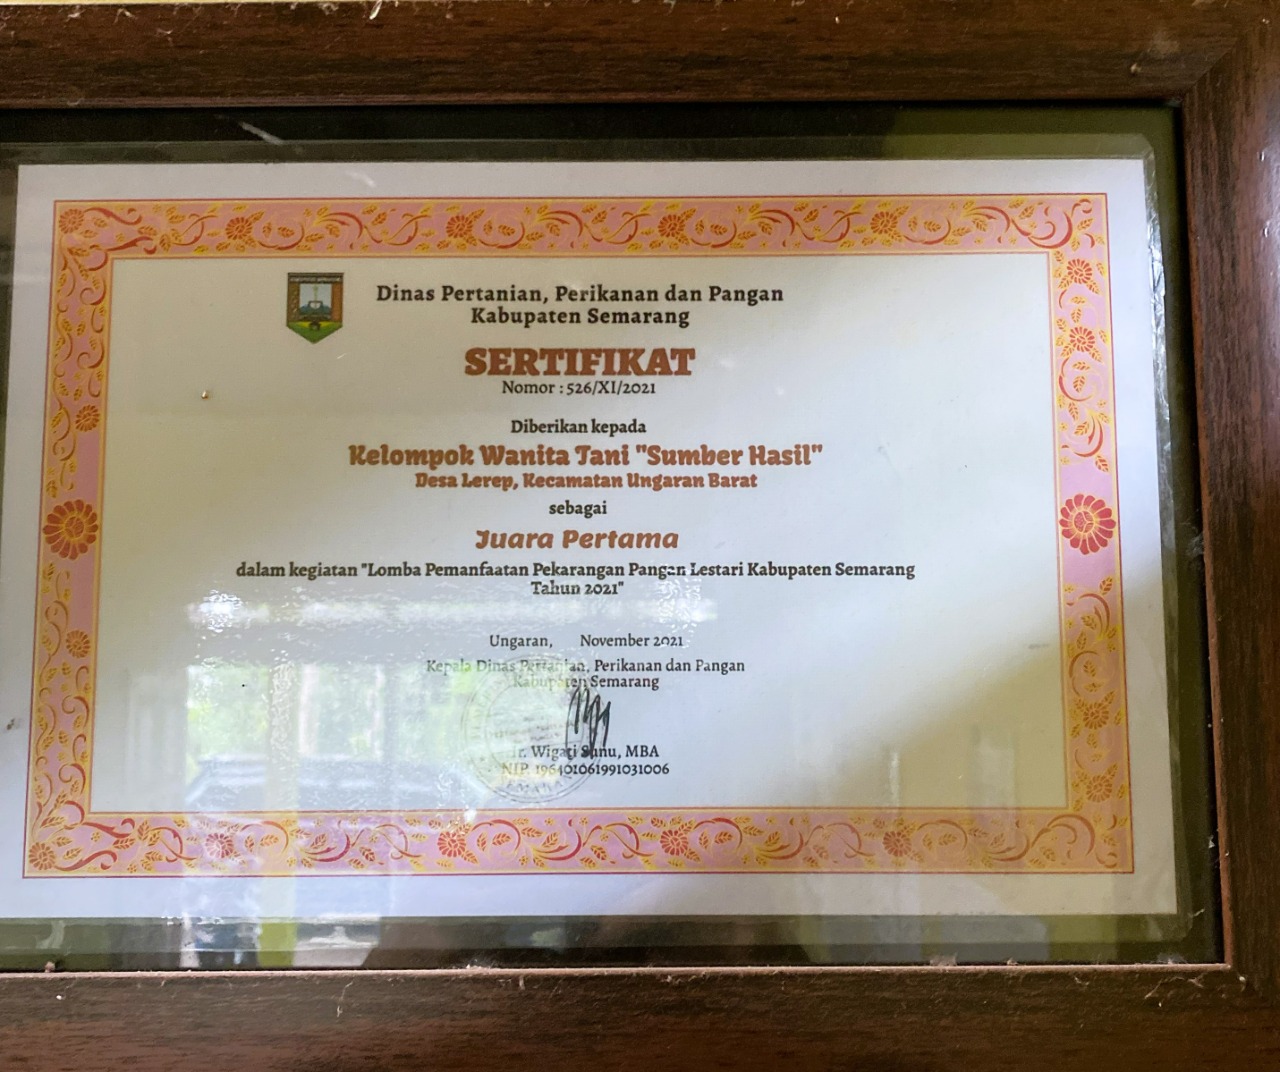 Dinas Pertanian, Perikanan dan Pangan
Kabupaten Semarang
SERTIFIKAT
Nomor : 526/XI/2021
Diberikan kepada
Kelompok Wanita Tani "Sumber Hasil"
Desa Lerep, Kecamatan Ungaran Barat
sebagai
Juara Pertama
dalam kegiatan "Lomba Pemanfaatan Pekarangan Pangan Lestari Kabupaten Semarang
Tahun 2021"
Ungaran, November 2021
Kepala Dinas Pertanian, Perikanan dan Pangan
Kabupaten Semarang
Ir. Wigati Sunu, MBA
NIP. 196401061991031006